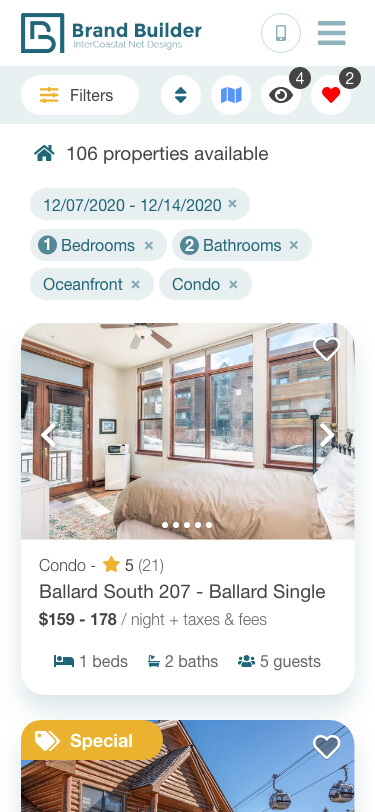 Brand Builder
InterCoastal Net Designs
Filters 4 2
106 properties available
12/07/2020 - 12/14/2020 ×
1 Bedrooms × 2 Bathrooms ×
Oceanfront × Condo ×
Condo - 5 (21)
Ballard South 207 - Ballard Single
$159 - 178 / night + taxes & fees
1 beds 2 baths 5 guests
Special